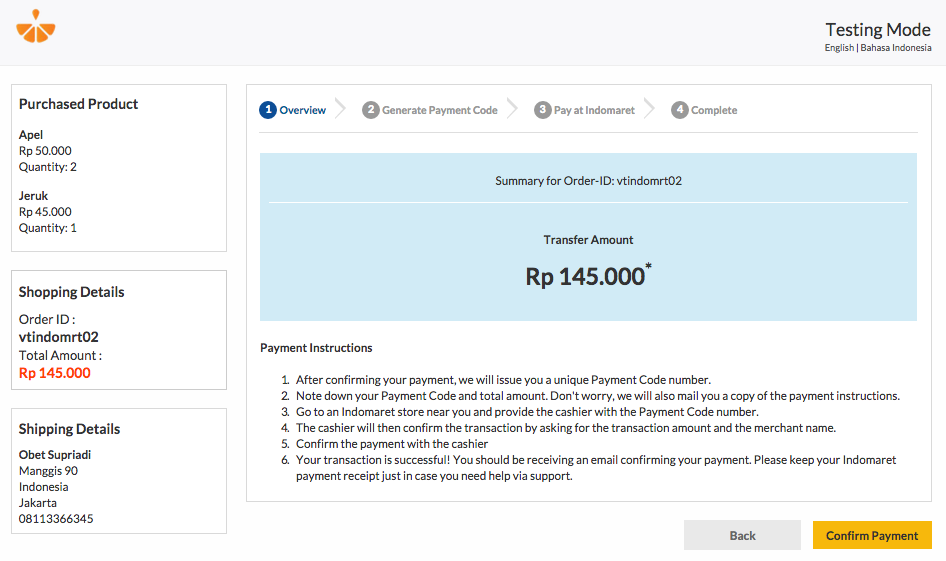 Testing Mode
English | Bahasa Indonesia
Purchased Product
Apel
Rp 50.000
Quantity: 2
Jeruk
Rp 45.000
Quantity: 1
Shopping Details
Order ID :
vtindomrt02
Total Amount :
Rp 145.000
Shipping Details
Obet Supriadi
Manggis 90
Indonesia
Jakarta
08113366345
1 Overview 2 Generate Payment Code 3 Pay at Indomaret 4 Complete
Summary for Order-ID: vtindomrt02
Transfer Amount
Rp 145.000*
Payment Instructions
1. After confirming your payment, we will issue you a unique Payment Code number.
2. Note down your Payment Code and total amount. Don't worry, we will also mail you a copy of the payment instructions.
3. Go to an Indomaret store near you and provide the cashier with the Payment Code number.
4. The cashier will then confirm the transaction by asking for the transaction amount and the merchant name.
5. Confirm the payment with the cashier
6. Your transaction is successful! You should be receiving an email confirming your payment. Please keep your Indomaret
payment receipt just in case you need help via support.
Back Confirm Payment